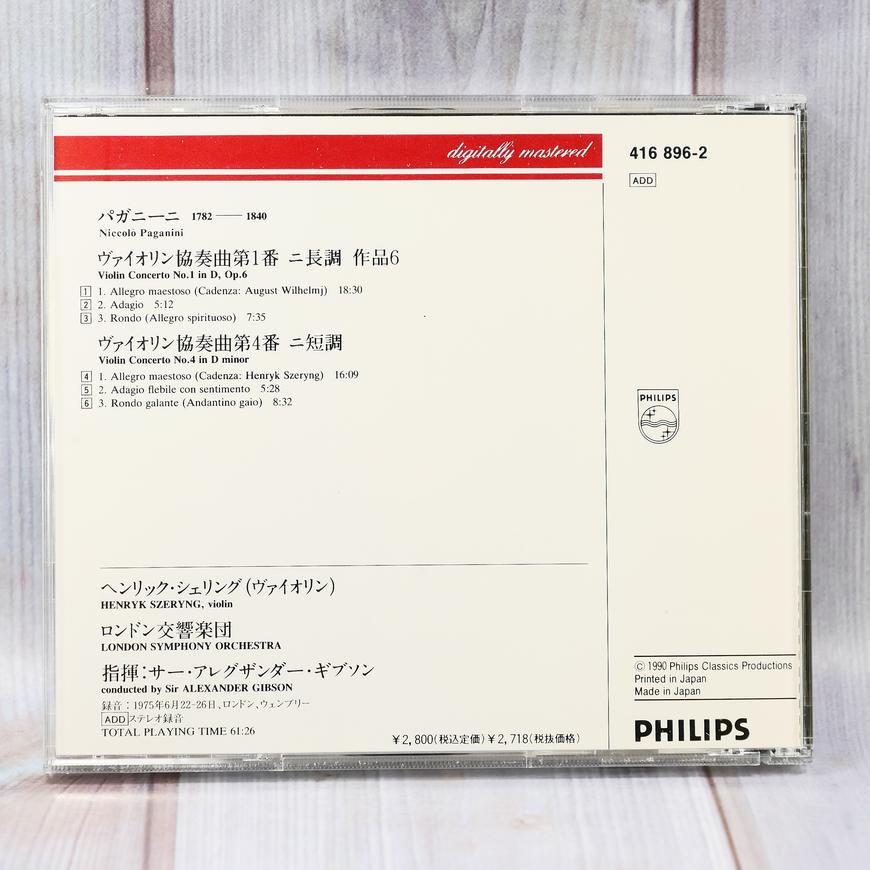 digitally mastered
416 896-2
ADD
パガニーニ 1782 —— 1840
Niccolò Paganini
ヴァイオリン協奏曲第1番 ニ長調 作品6
Violin Concerto No.1 in D, Op.6
1 1. Allegro maestoso (Cadenza: August Wilhelmj) 18:30
2 2. Adagio 5:12
3 3. Rondo (Allegro spirituoso) 7:35
ヴァイオリン協奏曲第4番 ニ短調
Violin Concerto No.4 in D minor
4 1. Allegro maestoso (Cadenza: Henryk Szeryng) 16:09
5 2. Adagio flebile con sentimento 5:28
6 3. Rondo galante (Andantino gaio) 8:32
PHILIPS
ヘンリック・シェリング(ヴァイオリン)
HENRYK SZERYNG, violin
ロンドン交響楽団
LONDON SYMPHONY ORCHESTRA
指揮:サー・アレグザンダー・ギブソン
conducted by Sir ALEXANDER GIBSON
録音:1975年6月22-26日、ロンドン、ウェンブリー
ADD ステレオ録音
TOTAL PLAYING TIME 61:26
¥2,800(税込定価)¥2,718(税抜価格)
© 1990 Philips Classics Productions
Printed in Japan
Made in Japan
PHILIPS